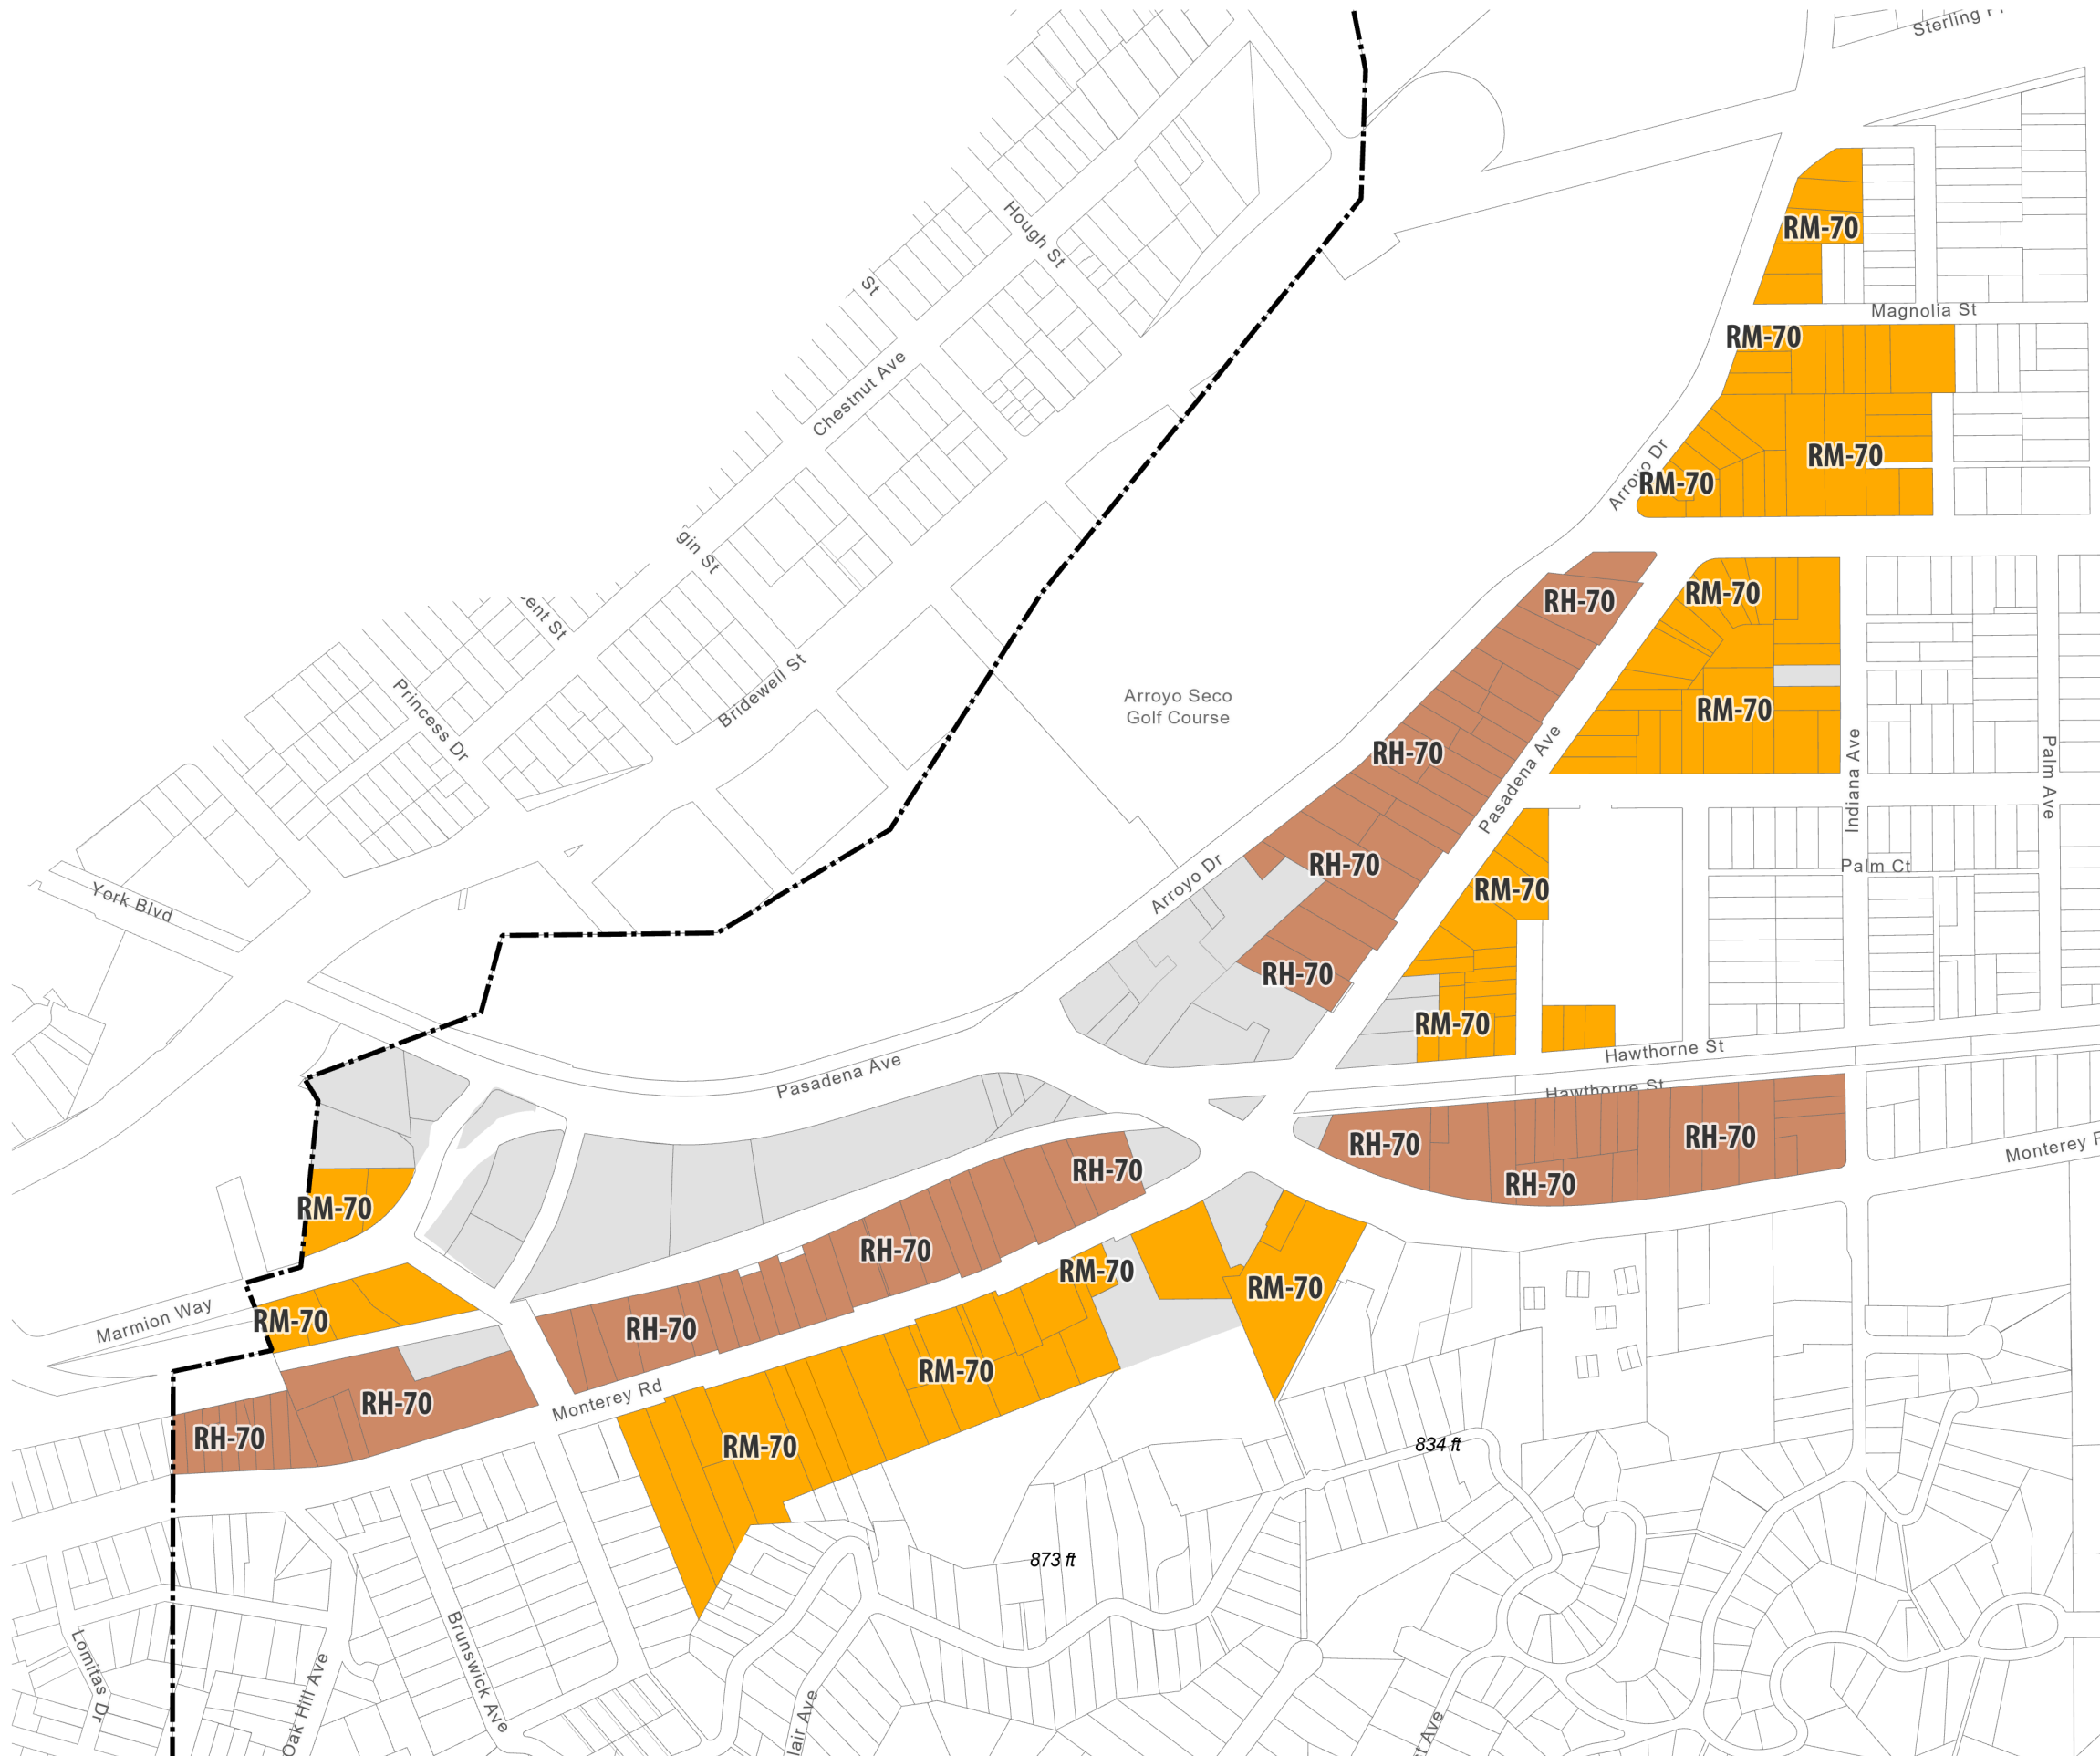 Sterling
RM-70
Hough St
St
Magnolia St
RM-70
Chestnut Ave
RM-70
Arroyo Dr
RM-70
gin St
RH-70
RM-70
ent St
Princess Dr
Bridewell St
Arroyo Seco
Golf Course
RM-70
RH-70
Pasadena Ave
Indiana Ave
Palm Ave
RH-70
Palm Ct
Arroyo Dr
RM-70
York Blvd
RH-70
RM-70
Hawthorne St
Pasadena Ave
Hawthorne St
RH-70
RH-70
Monterey
RH-70
RH-70
RM-70
RH-70
RM-70
RM-70
Marmion Way
RM-70
RH-70
RM-70
RH-70
Monterey Rd
RH-70
RM-70
834 ft
873 ft
Lomitas Dr
Oak Hill Ave
Brunswick Ave
lair Ave
Ave